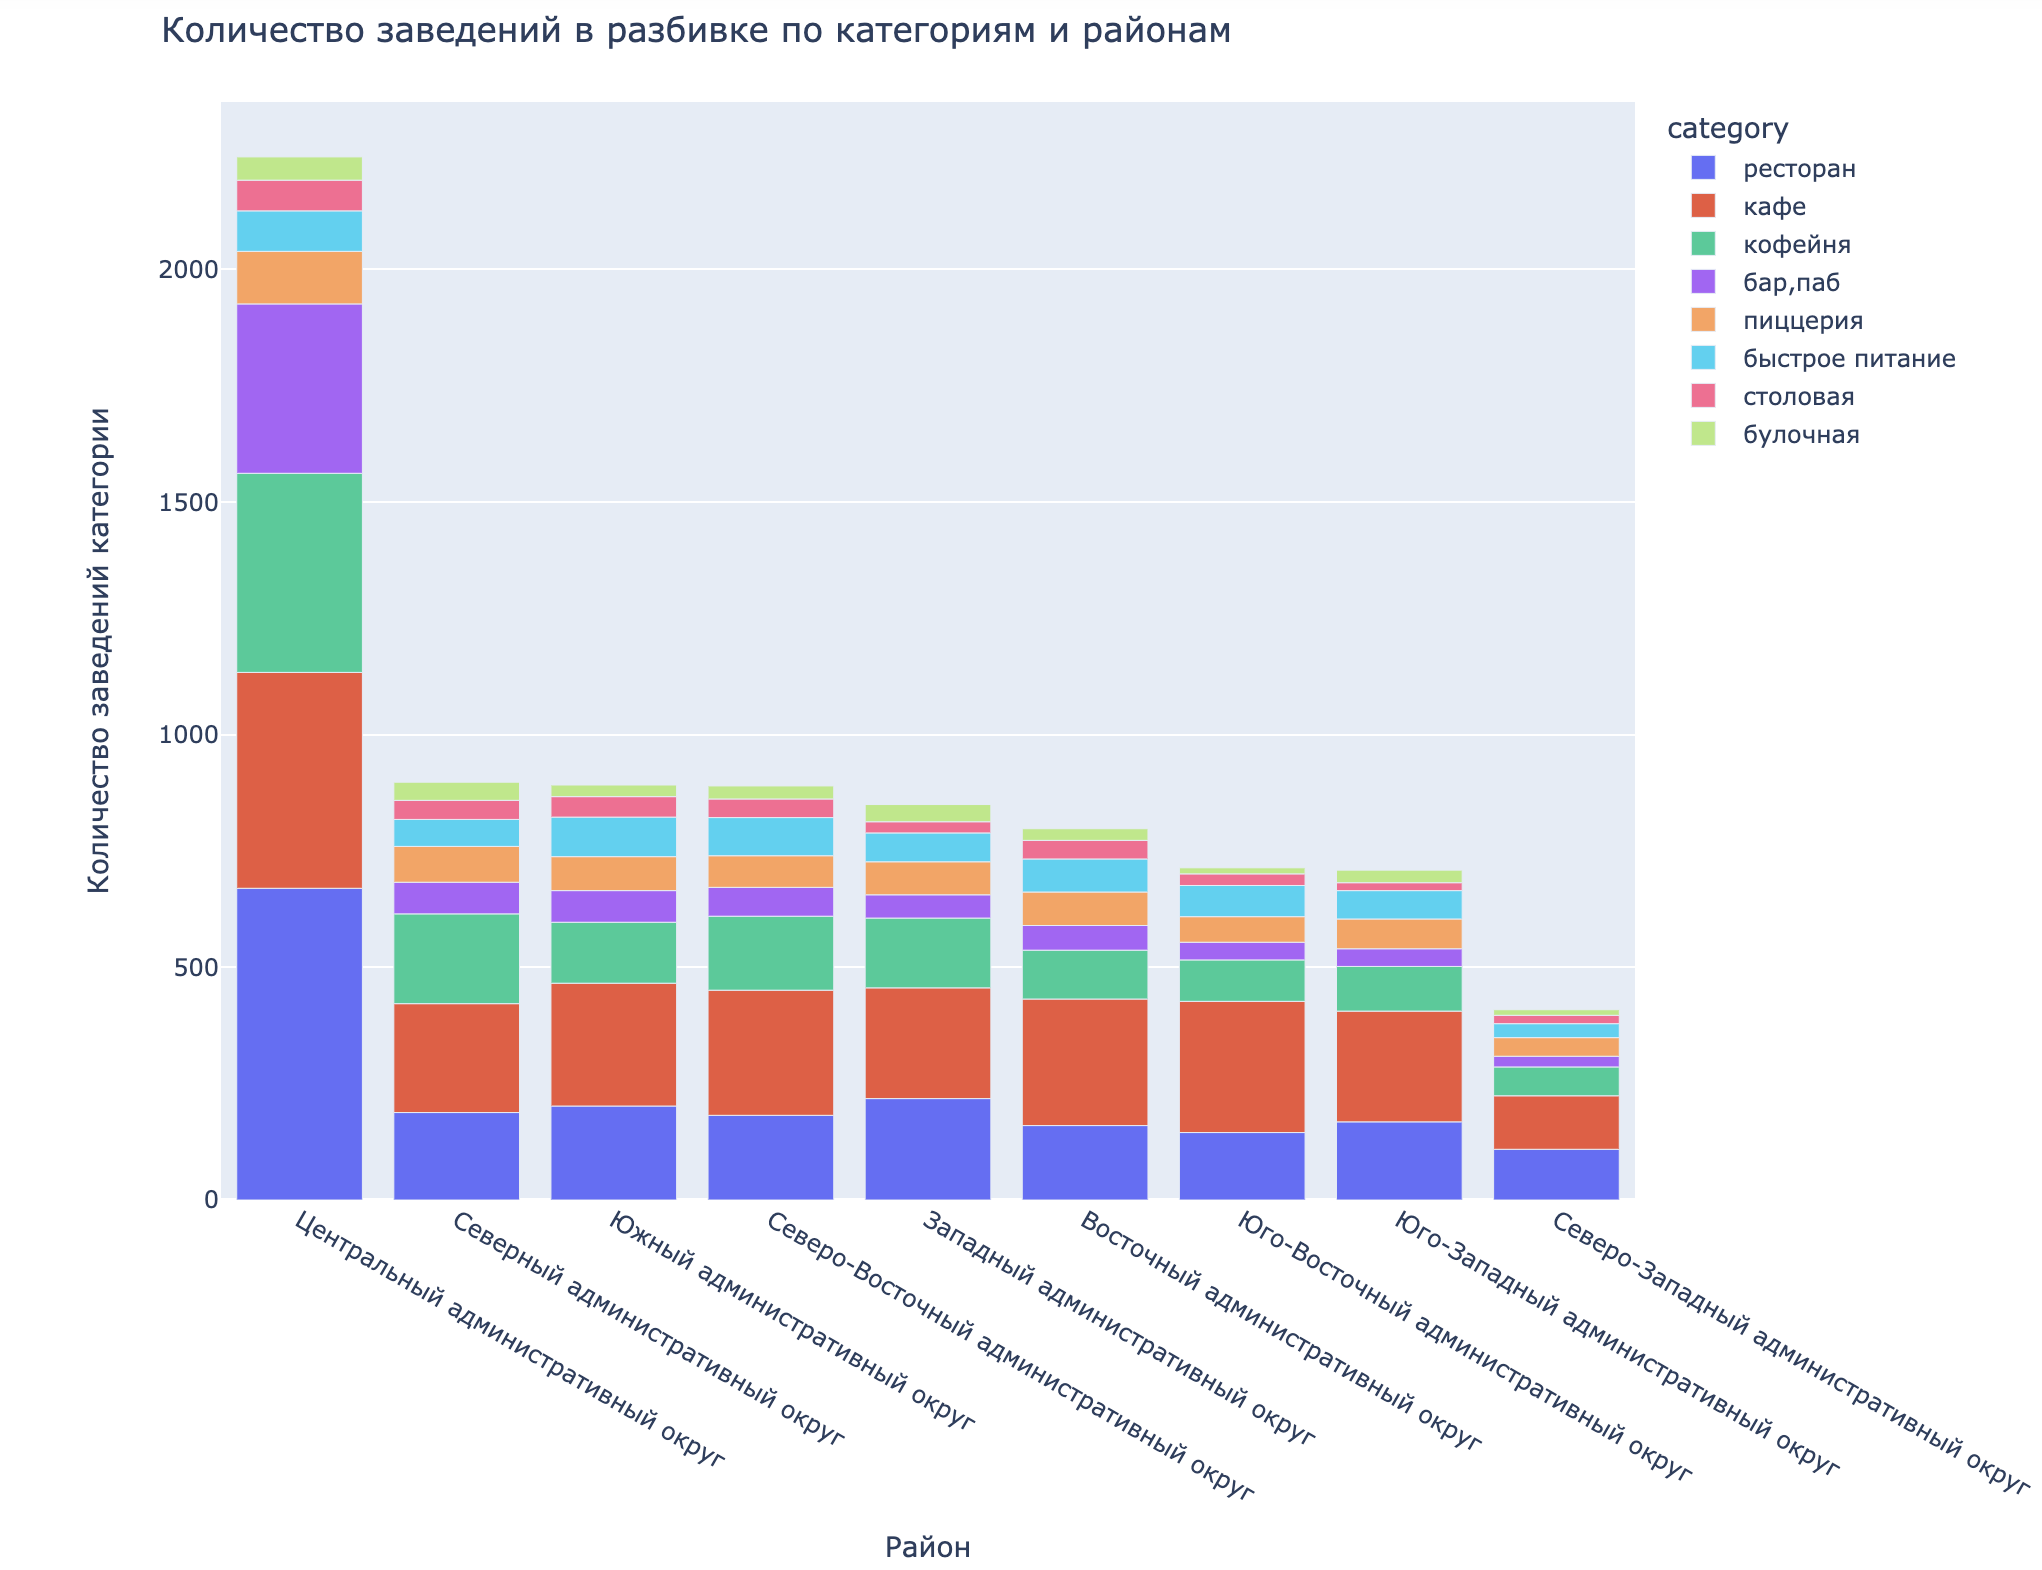 Количество заведений в разбивке по категориям и районам
category
ресторан
кафе
кофейня
бар,паб
пиццерия
быстрое питание
столовая
булочная
Количество заведений категории
2000
1500
1000
500
0
Центральный административный округ
Северный административный округ
Южный административный округ
Северо-Восточный административный округ
Западный административный округ
Восточный административный округ
Юго-Восточный административный округ
Юго-Западный административный округ
Северо-Западный административный округ
Район